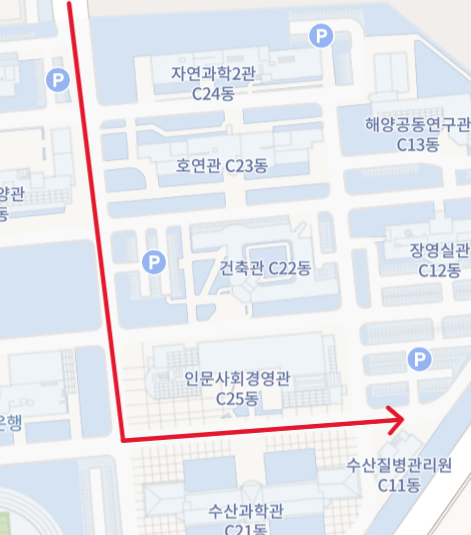 P
P
자연과학2관
C24동
해양공동연구관
C13동
호연관 C23동
양관
동
P
건축관 C22동
장영실관
C12동
P
인문사회경영관
C25동
은행
수산질병관리원
C11동
수산과학관
C21동